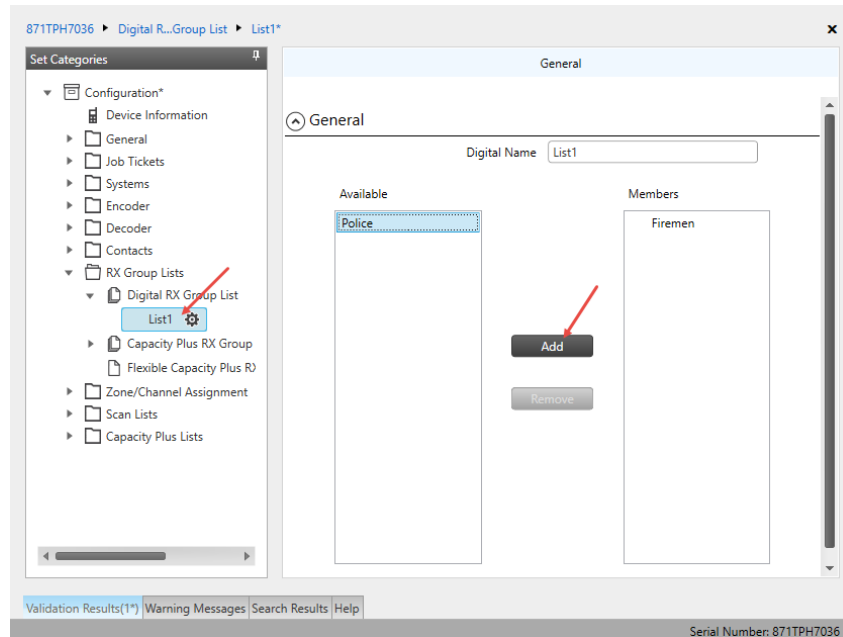 871TPH7036 ▶ Digital R...Group List ▶ List1*
Set Categories
General
Configuration*
Device Information
General
Job Tickets
Systems
Encoder
Decoder
Contacts
RX Group Lists
Digital RX Group List
List1
Capacity Plus RX Group
Flexible Capacity Plus R
Zone/Channel Assignment
Scan Lists
Capacity Plus Lists
General
Digital Name List1
Available Members
Police Firemen
Add
Remove
Validation Results(1*) Warning Messages Search Results Help
Serial Number: 871TPH7036